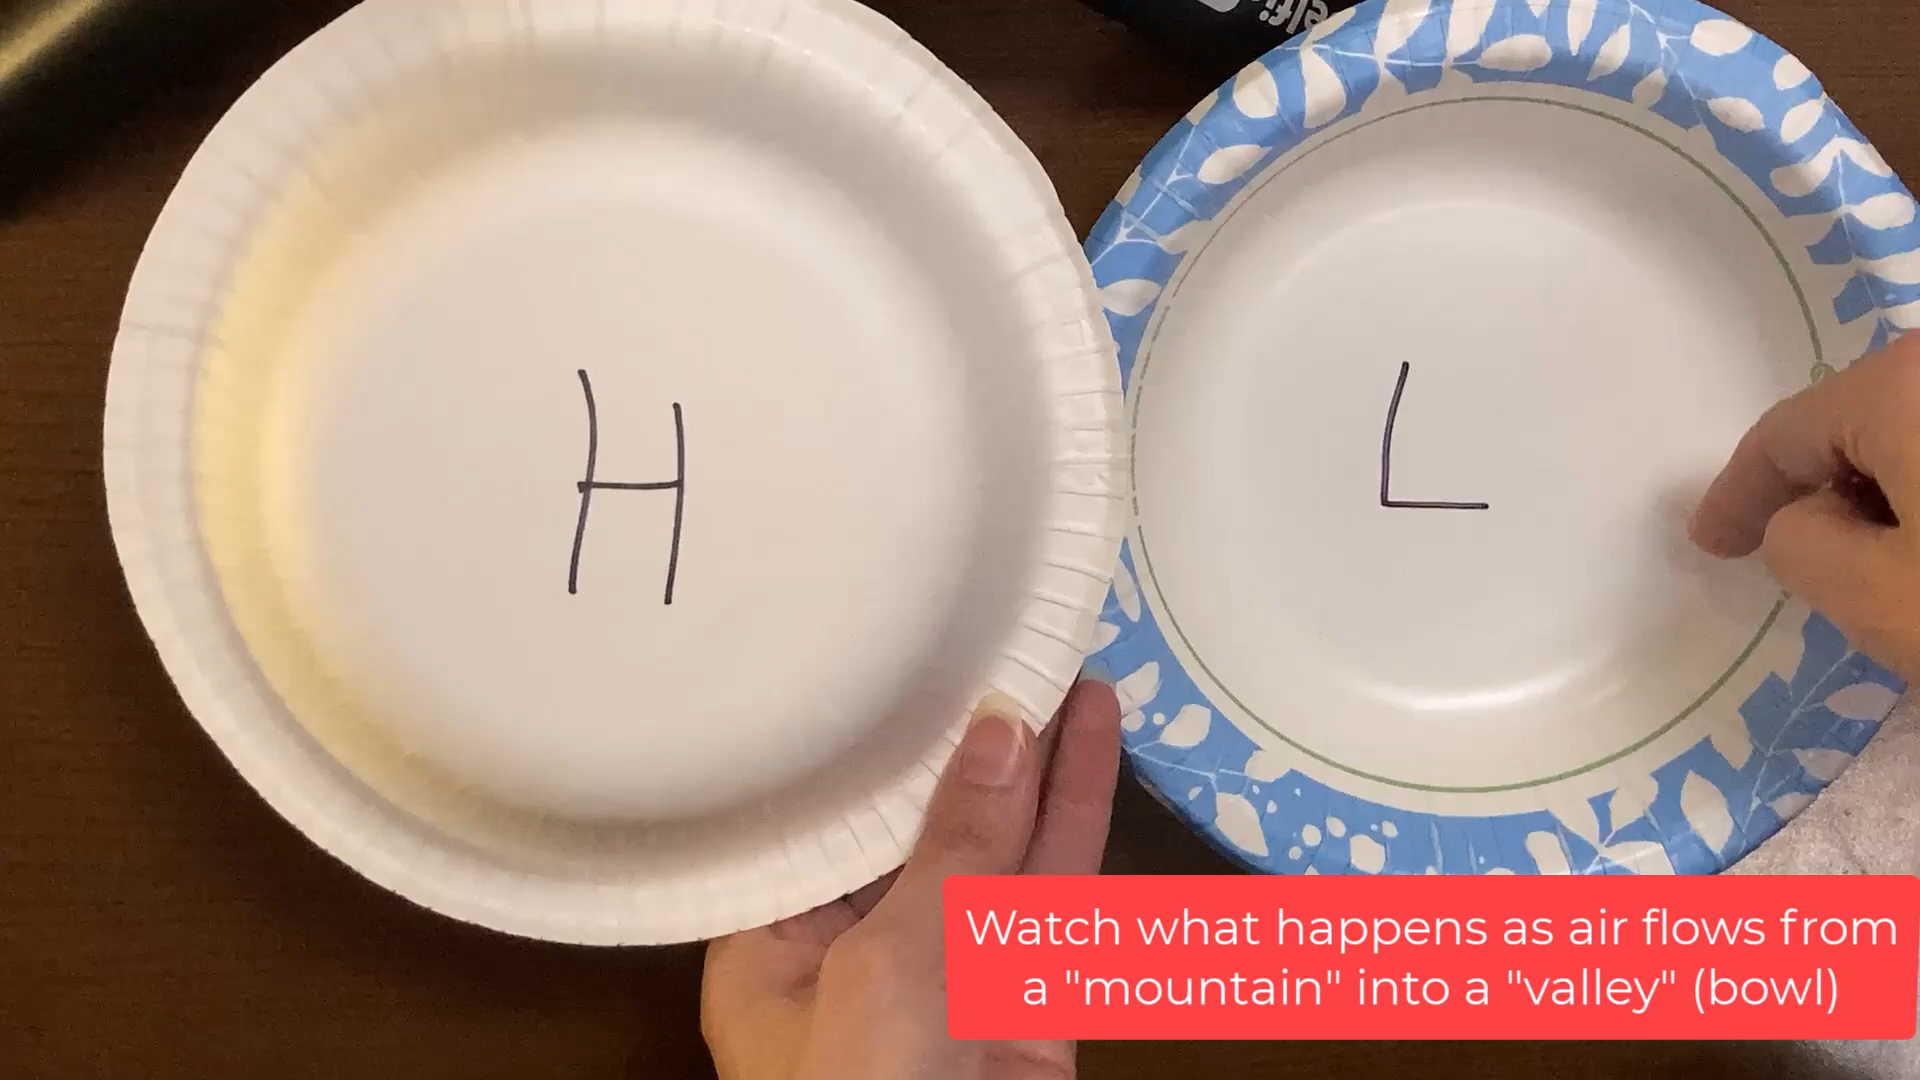 H
L
Watch what happens as air flows from
a "mountain" into a "valley" (bowl)